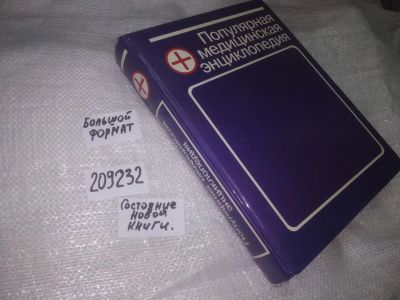 Популярная
медицинская
энциклопедия
Большой
формат
209232
Состояние
новой
книги.